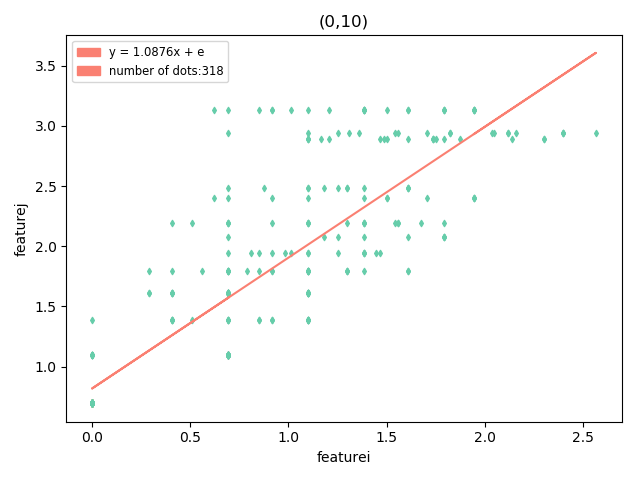 (0,10)
y = 1.0876x + e
number of dots:318
3.5
3.0
2.5
2.0
1.5
1.0
featurej
0.0 0.5 1.0 1.5 2.0 2.5
featurei